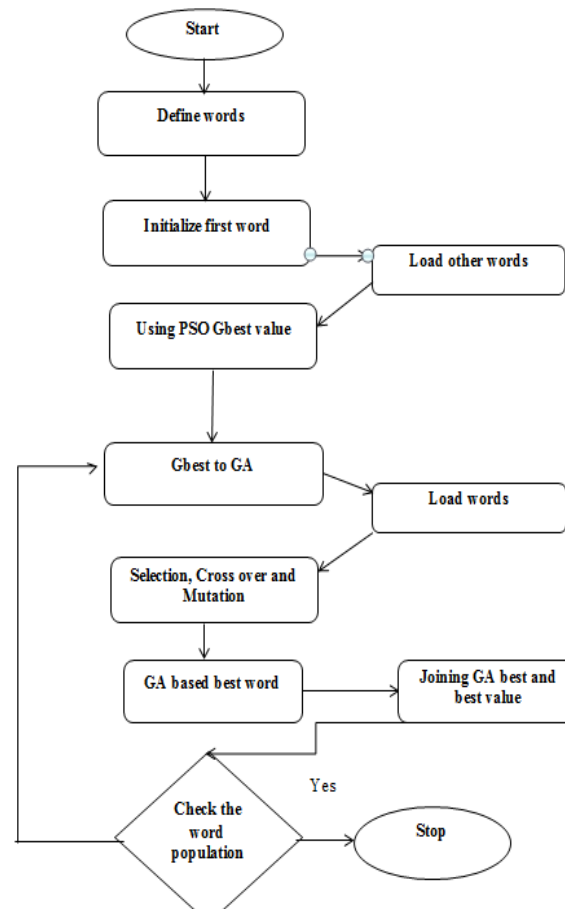 Start
Define words
Initialize first word
Load other words
Using PSO Gbest value
Gbest to GA
Load words
Selection, Cross over and
Mutation
GA based best word
Joining GA best and
best value
Yes
Check the
word
population
Stop